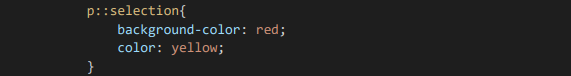 p::selection{
    background-color: red;
    color: yellow;
}